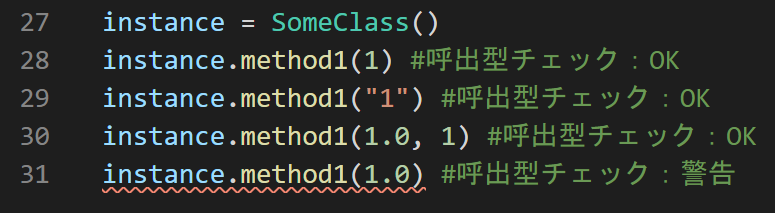 27 instance = SomeClass()
28 instance.method1(1) #呼出型チェック：OK
29 instance.method1("1") #呼出型チェック：OK
30 instance.method1(1.0, 1) #呼出型チェック：OK
31 instance.method1(1.0) #呼出型チェック：警告